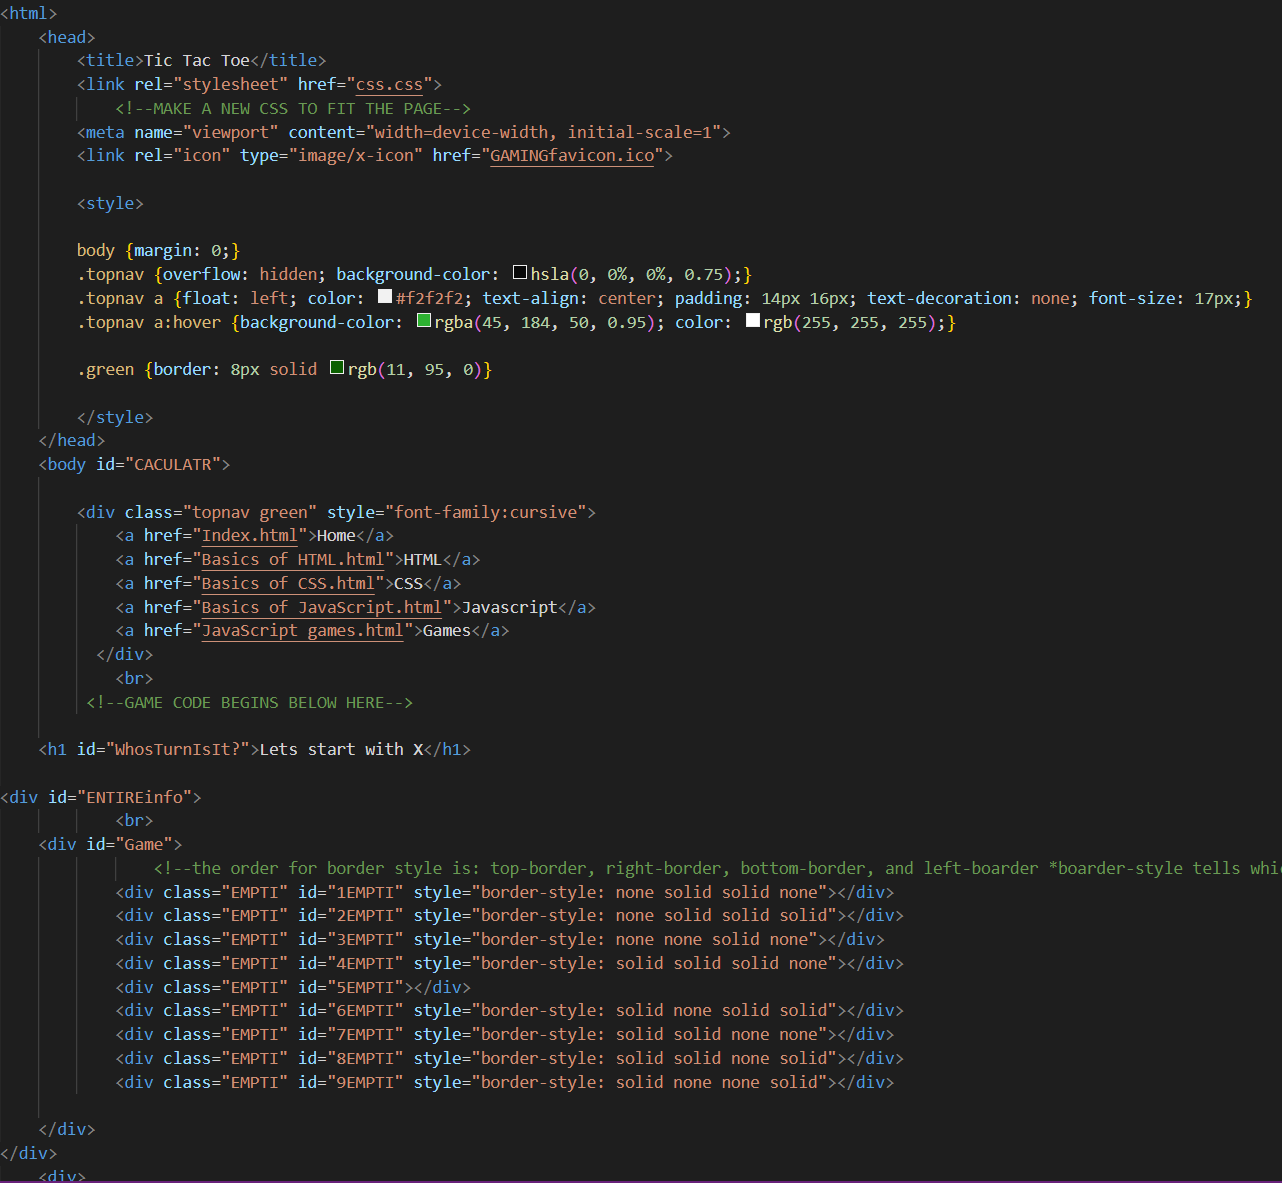 <html>
<head>
<title>Tic Tac Toe</title>
<link rel="stylesheet" href="css.css">
<!--MAKE A NEW CSS TO FIT THE PAGE-->
<meta name="viewport" content="width=device-width, initial-scale=1">
<link rel="icon" type="image/x-icon" href="GAMINGfavicon.ico">
<style>
body {margin: 0;}
.topnav {overflow: hidden; background-color: hsla(0, 0%, 0%, 0.75);}
.topnav a {float: left; color: #f2f2f2; text-align: center; padding: 14px 16px; text-decoration: none; font-size: 17px;}
.topnav a:hover {background-color: rgba(45, 184, 50, 0.95); color: rgb(255, 255, 255);}
.green {border: 8px solid rgb(11, 95, 0)}
</style>
</head>
<body id="CACULATR">
<div class="topnav green" style="font-family:cursive">
<a href="Index.html">Home</a>
<a href="Basics of HTML.html">HTML</a>
<a href="Basics of CSS.html">CSS</a>
<a href="Basics of JavaScript.html">Javascript</a>
<a href="JavaScript games.html">Games</a>
</div>
<br>
<!--GAME CODE BEGINS BELOW HERE-->
<h1 id="WhosTurnIsIt?">Lets start with X</h1>
<div id="ENTIREinfo">
<br>
<div id="Game">
<!--the order for border style is: top-border, right-border, bottom-border, and left-boarder *boarder-style tells
<div class="EMPTI" id="1EMPTI" style="border-style: none solid solid none"></div>
<div class="EMPTI" id="2EMPTI" style="border-style: none solid solid solid"></div>
<div class="EMPTI" id="3EMPTI" style="border-style: none none solid none"></div>
<div class="EMPTI" id="4EMPTI" style="border-style: solid solid solid none"></div>
<div class="EMPTI" id="5EMPTI"></div>
<div class="EMPTI" id="6EMPTI" style="border-style: solid none solid solid"></div>
<div class="EMPTI" id="7EMPTI" style="border-style: solid solid none none"></div>
<div class="EMPTI" id="8EMPTI" style="border-style: solid solid none solid"></div>
<div class="EMPTI" id="9EMPTI" style="border-style: solid none none solid"></div>
</div>
</div>
<div>